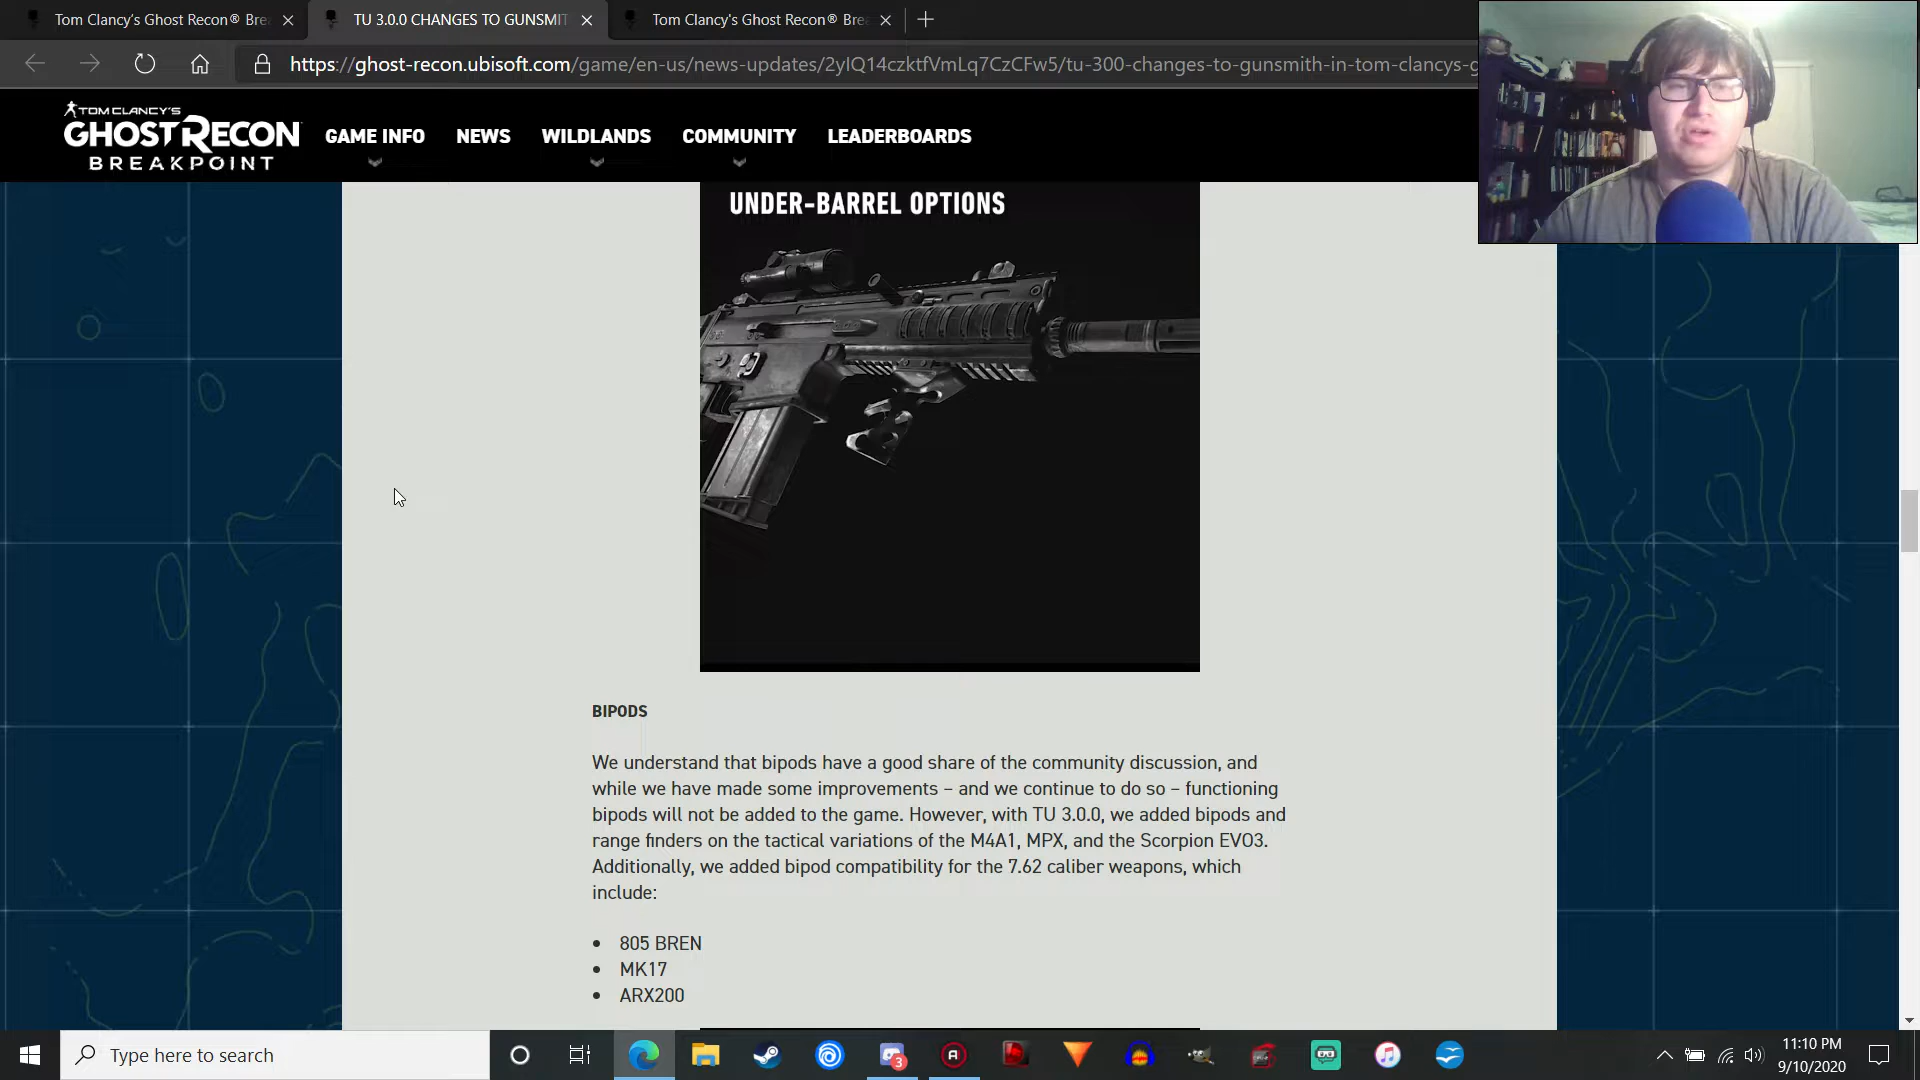 Tom Clancy's Ghost Recon® Bre
TU 3.0.0 CHANGES TO GUNSMIT
Tom Clancy's Ghost Recon® Bre
https://ghost-recon.ubisoft.com/game/en-us/news-updates/2yIQ14czktfVmLq7CzCFw5/tu-300-changes-to-gunsmith-in-tom-clancys-g
TOM CLANCY'S
GHOST RECON
BREAKPOINT
GAME INFO
NEWS
WILDLANDS
COMMUNITY
LEADERBOARDS
UNDER-BARREL OPTIONS
BIPODS
We understand that bipods have a good share of the community discussion, and
while we have made some improvements – and we continue to do so – functioning
bipods will not be added to the game. However, with TU 3.0.0, we added bipods and
range finders on the tactical variations of the M4A1, MPX, and the Scorpion EVO3.
Additionally, we added bipod compatibility for the 7.62 caliber weapons, which
include:
• 805 BREN
• MK17
• ARX200
Type here to search
3
11:10 PM
9/10/2020